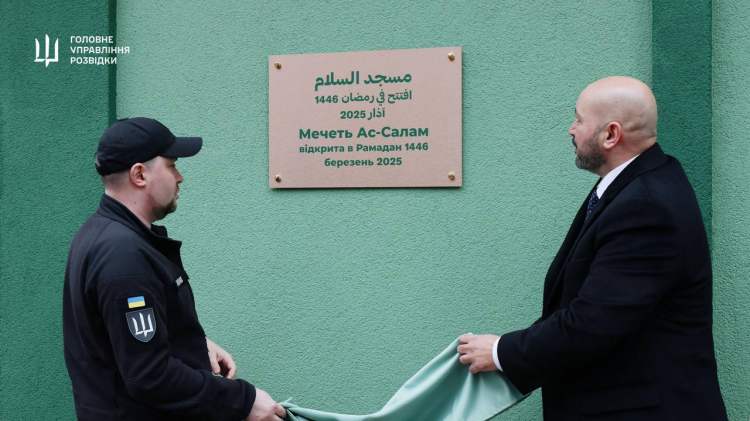 ГОЛОВНЕ
УПРАВЛІННЯ
РОЗВІДКИ
مسجد السلام
افتتح في رمضان 1446
آذار 2025
Мечеть Ас-Салам
відкрита в Рамадан 1446
березень 2025